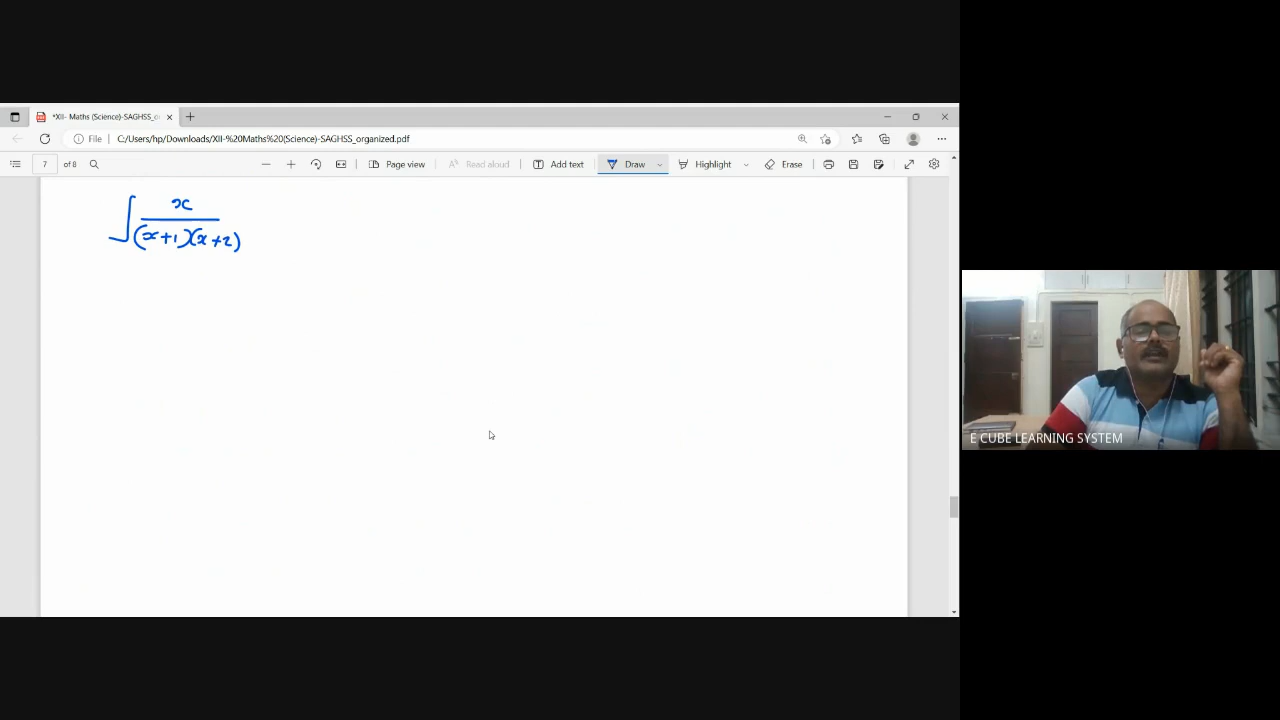 *XII- Maths (Science)-SAGHSS_o
File
C:/Users/hp/Downloads/XII-%20Maths%20(Science)-SAGHSS_organized.pdf
7 of 8
Page view
Read aloud
Add text
Draw
Highlight
Erase
∫ x
(x+1)(x+2)
E CUBE LEARNING SYSTEM